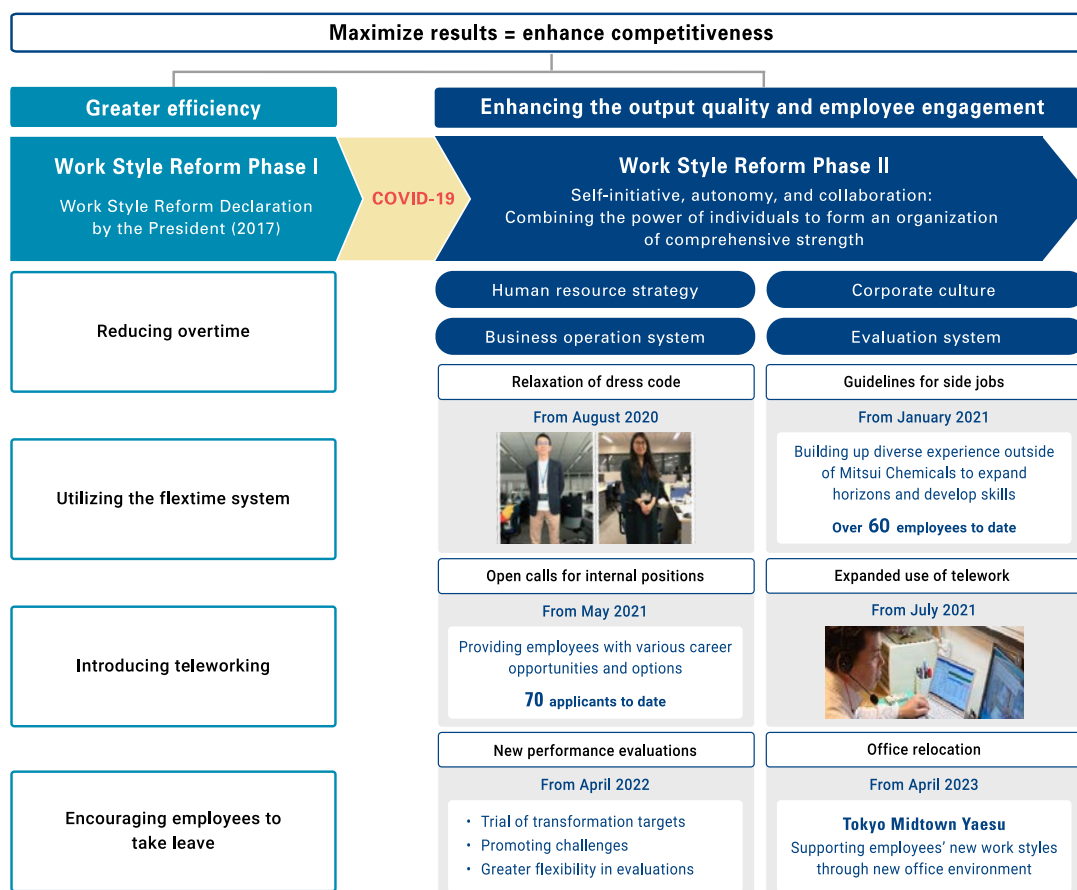 Maximize results = enhance competitiveness
Greater efficiency
Enhancing the output quality and employee engagement
Work Style Reform Phase I
Work Style Reform Declaration
by the President (2017)
COVID-19
Work Style Reform Phase II
Self-initiative, autonomy, and collaboration:
Combining the power of individuals to form an organization
of comprehensive strength
Reducing overtime
Utilizing the flextime system
Introducing teleworking
Encouraging employees to
take leave
Human resource strategy
Corporate culture
Business operation system
Evaluation system
Relaxation of dress code
From August 2020
Guidelines for side jobs
From January 2021
Building up diverse experience outside
of Mitsui Chemicals to expand
horizons and develop skills
Over 60 employees to date
Open calls for internal positions
From May 2021
Providing employees with various career
opportunities and options
70 applicants to date
Expanded use of telework
From July 2021
New performance evaluations
From April 2022
• Trial of transformation targets
• Promoting challenges
• Greater flexibility in evaluations
Office relocation
From April 2023
Tokyo Midtown Yaesu
Supporting employees' new work styles
through new office environment